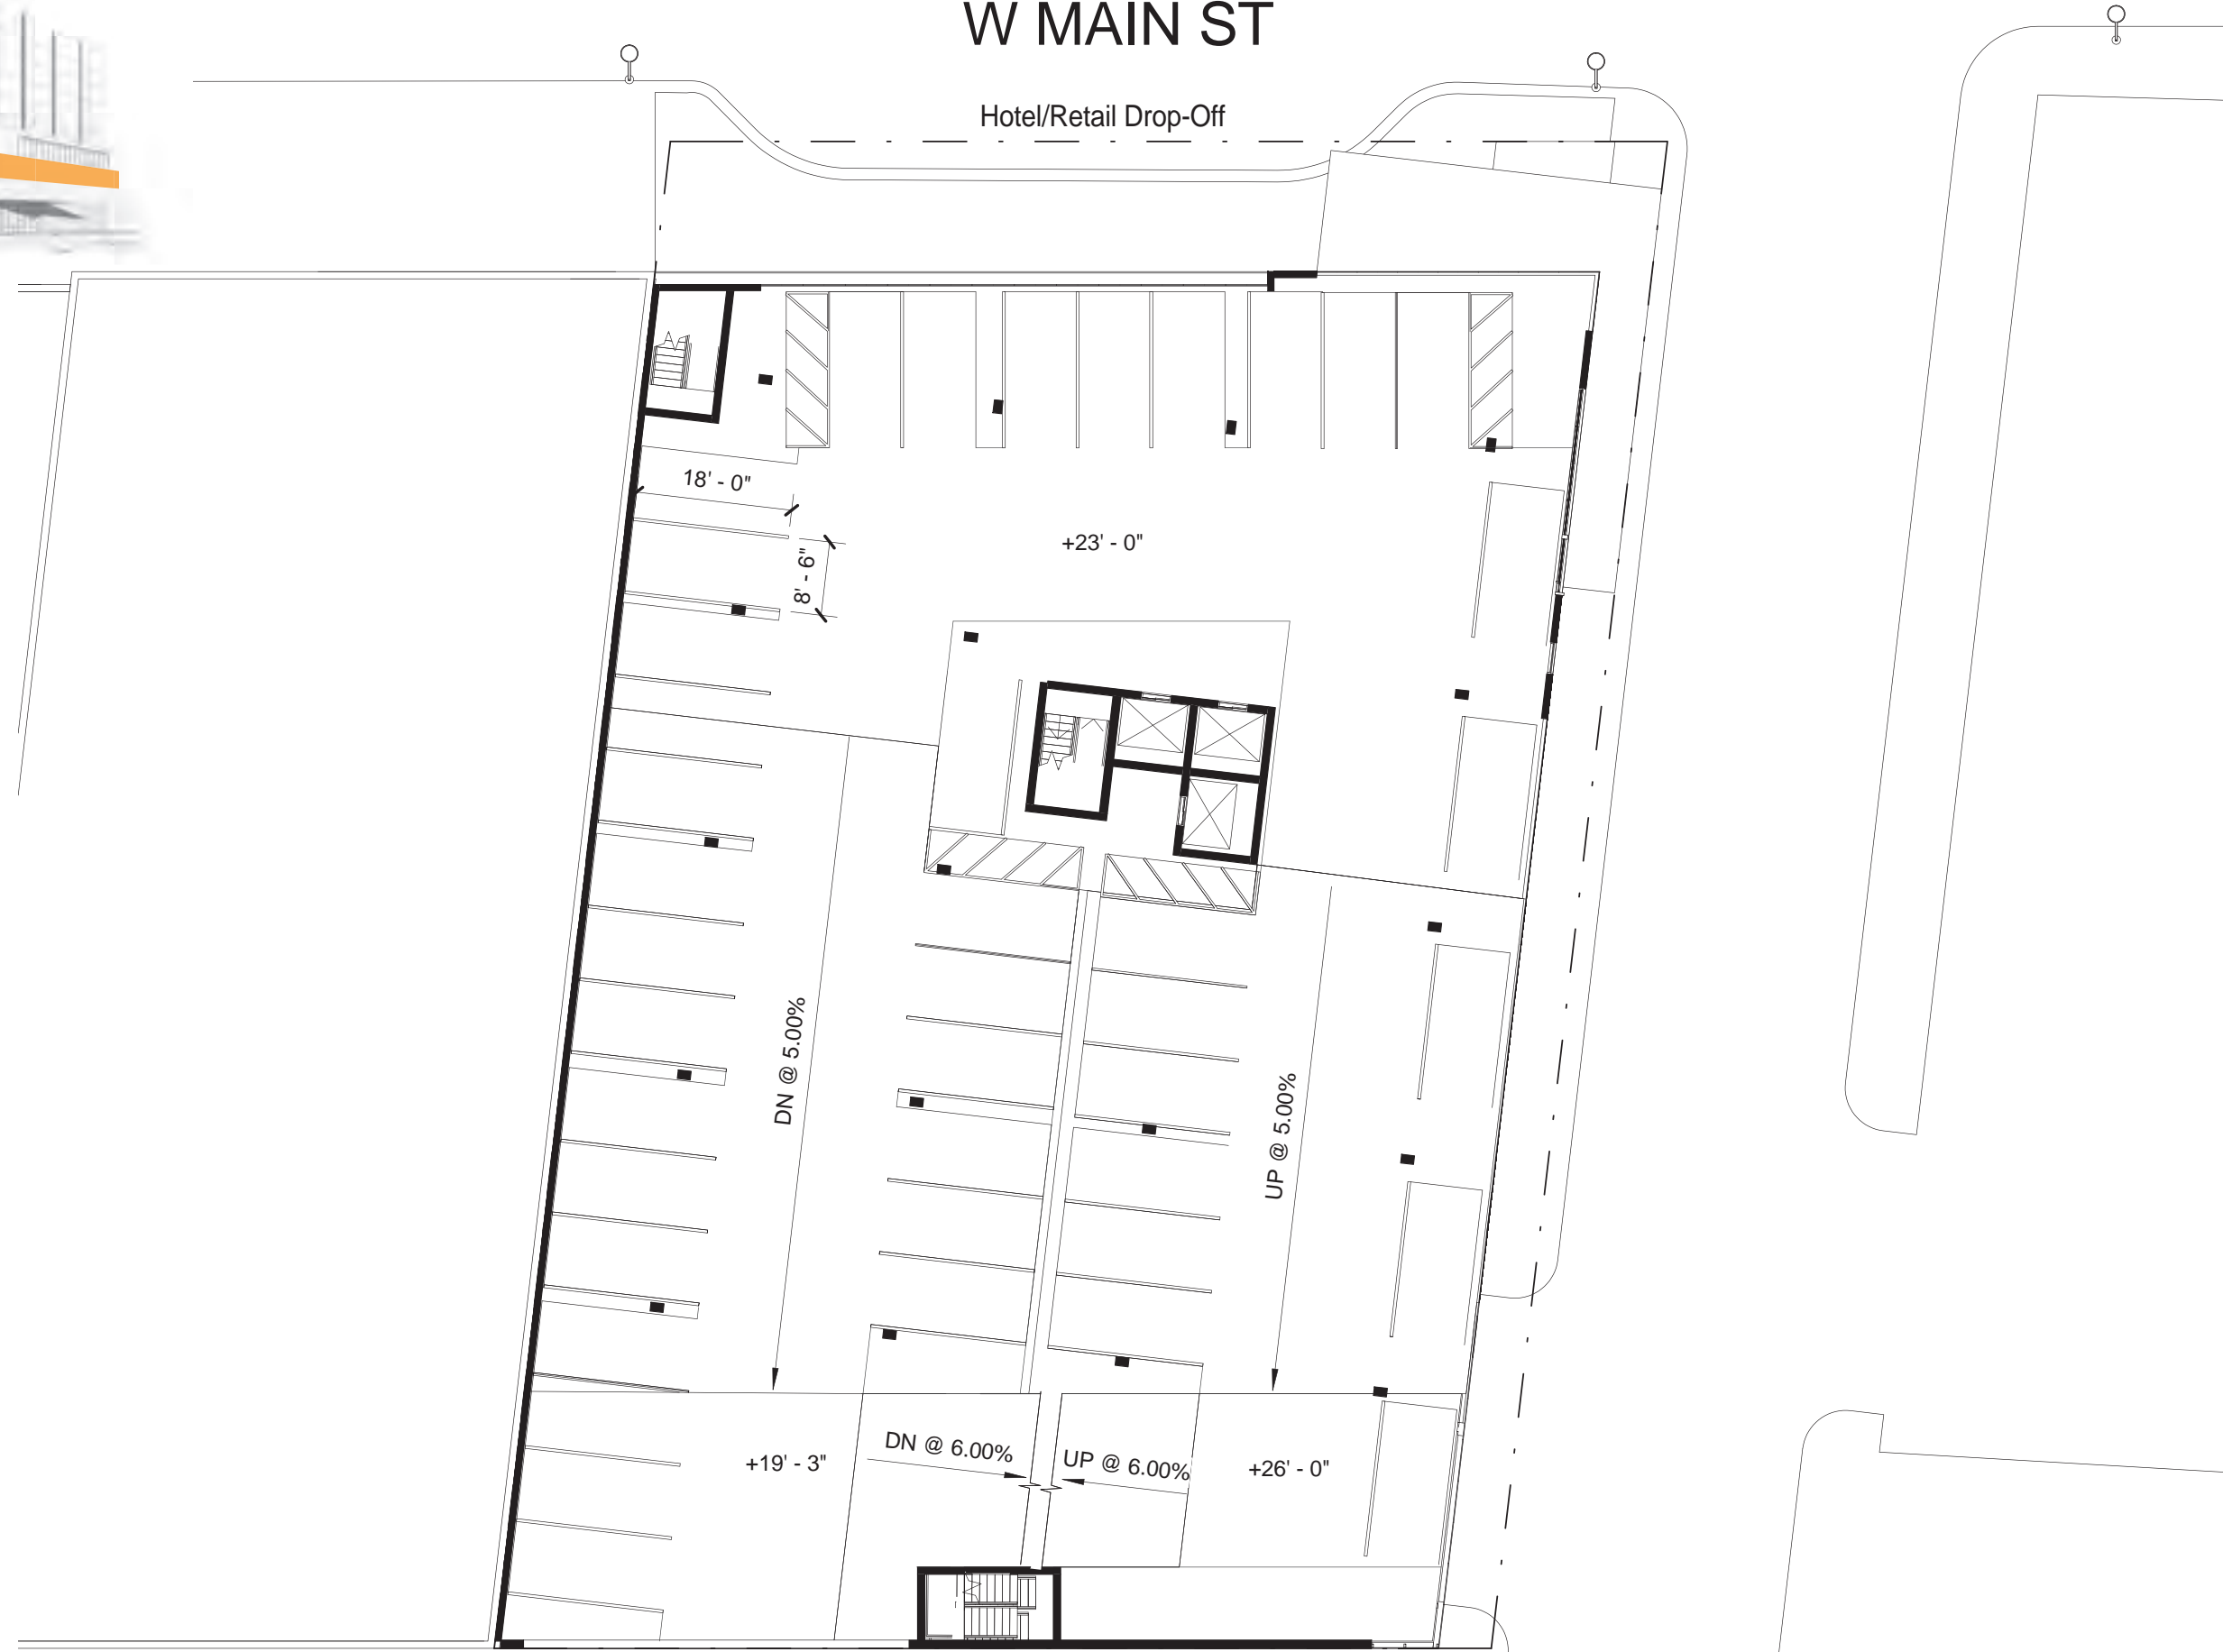 W MAIN ST
Hotel/Retail Drop-Off
18' - 0"
+23' - 0"
8' - 6"
DN @ 5.00%
UP @ 5.00%
DN @ 6.00%
UP @ 6.00%
+19' - 3"
+26' - 0"